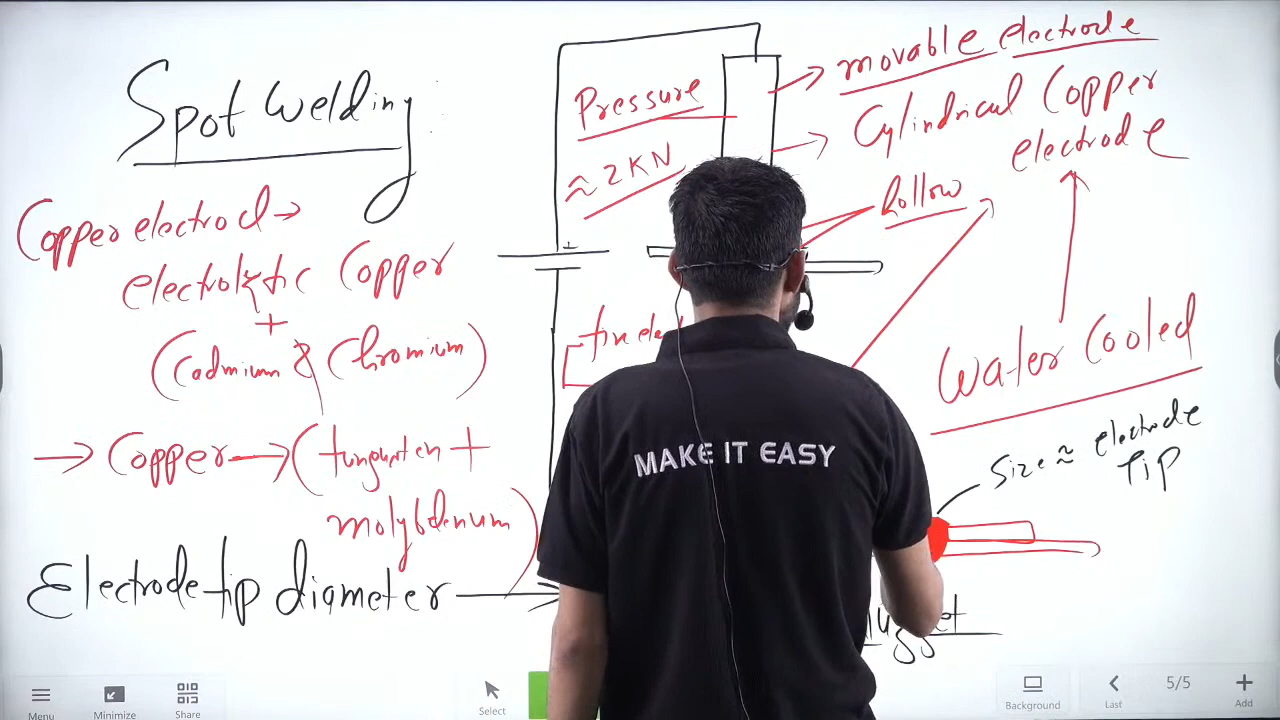 Spot Welding
Copper electrod →
electrolytic Copper
+
(Cadmium & Chromium)
→ Copper → (tungusten +
molybdenum)
Electrode tip diameter →
Pressure
≈ 2 KN
movable electrode
Cylindrical Copper
electrode
hollow
Water Cooled
Size ≈ electrode
Tip
MAKE IT EASY
Menu
Minimize
Share
Select
Background
Last
5/5
Add